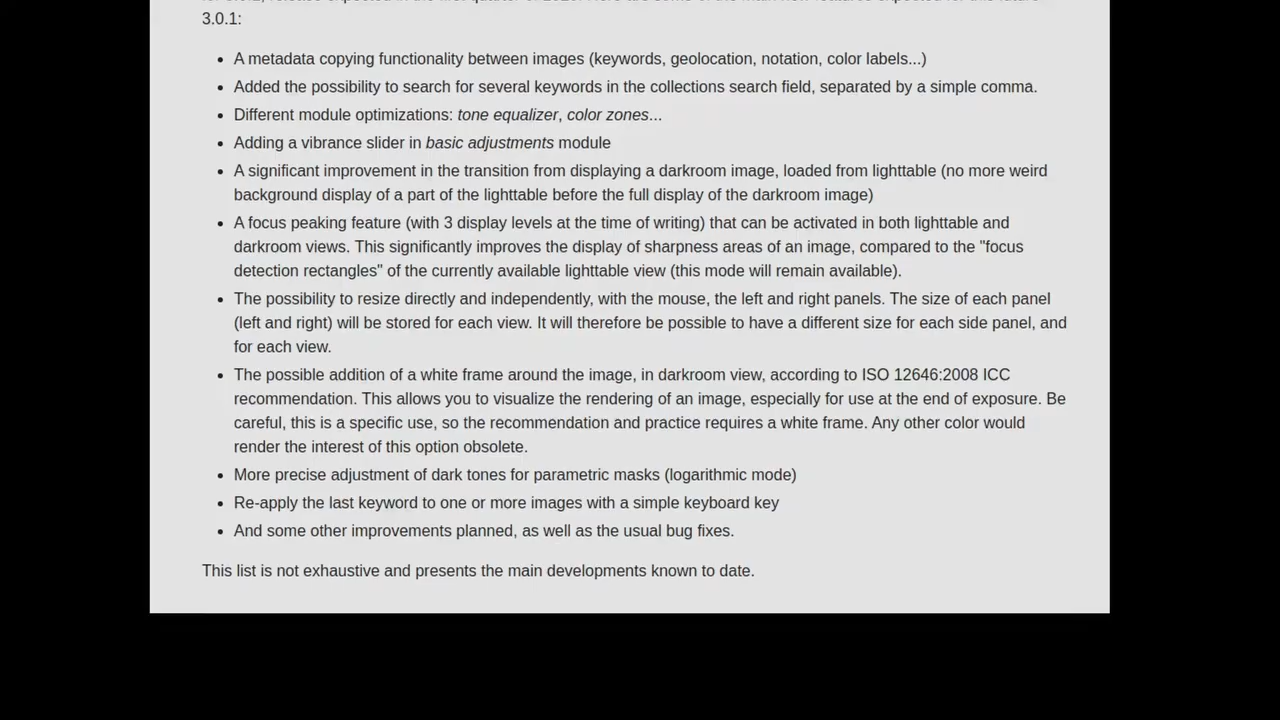 3.0.1:
A metadata copying functionality between images (keywords, geolocation, notation, color labels...)
Added the possibility to search for several keywords in the collections search field, separated by a simple comma.
Different module optimizations: tone equalizer, color zones...
Adding a vibrance slider in basic adjustments module
A significant improvement in the transition from displaying a darkroom image, loaded from lighttable (no more weird
background display of a part of the lighttable before the full display of the darkroom image)
A focus peaking feature (with 3 display levels at the time of writing) that can be activated in both lighttable and
darkroom views. This significantly improves the display of sharpness areas of an image, compared to the "focus
detection rectangles" of the currently available lighttable view (this mode will remain available).
The possibility to resize directly and independently, with the mouse, the left and right panels. The size of each panel
(left and right) will be stored for each view. It will therefore be possible to have a different size for each side panel, and
for each view.
The possible addition of a white frame around the image, in darkroom view, according to ISO 12646:2008 ICC
recommendation. This allows you to visualize the rendering of an image, especially for use at the end of exposure. Be
careful, this is a specific use, so the recommendation and practice requires a white frame. Any other color would
render the interest of this option obsolete.
More precise adjustment of dark tones for parametric masks (logarithmic mode)
Re-apply the last keyword to one or more images with a simple keyboard key
And some other improvements planned, as well as the usual bug fixes.
This list is not exhaustive and presents the main developments known to date.